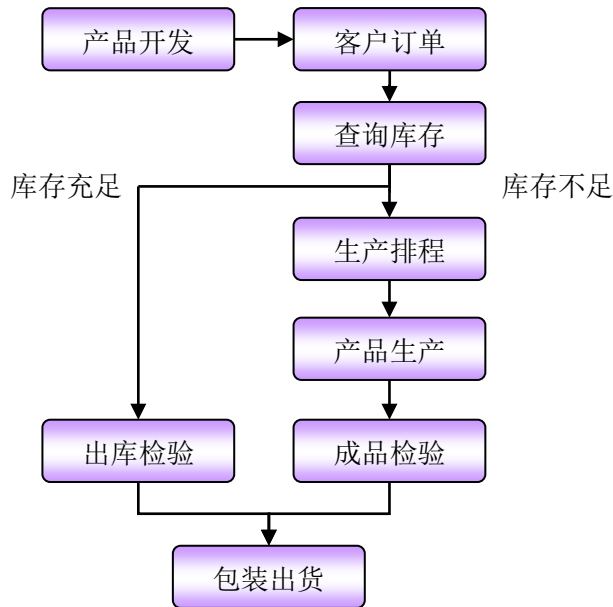 产品开发
客户订单
查询库存
库存充足
库存不足
生产排程
产品生产
出库检验
成品检验
包装出货